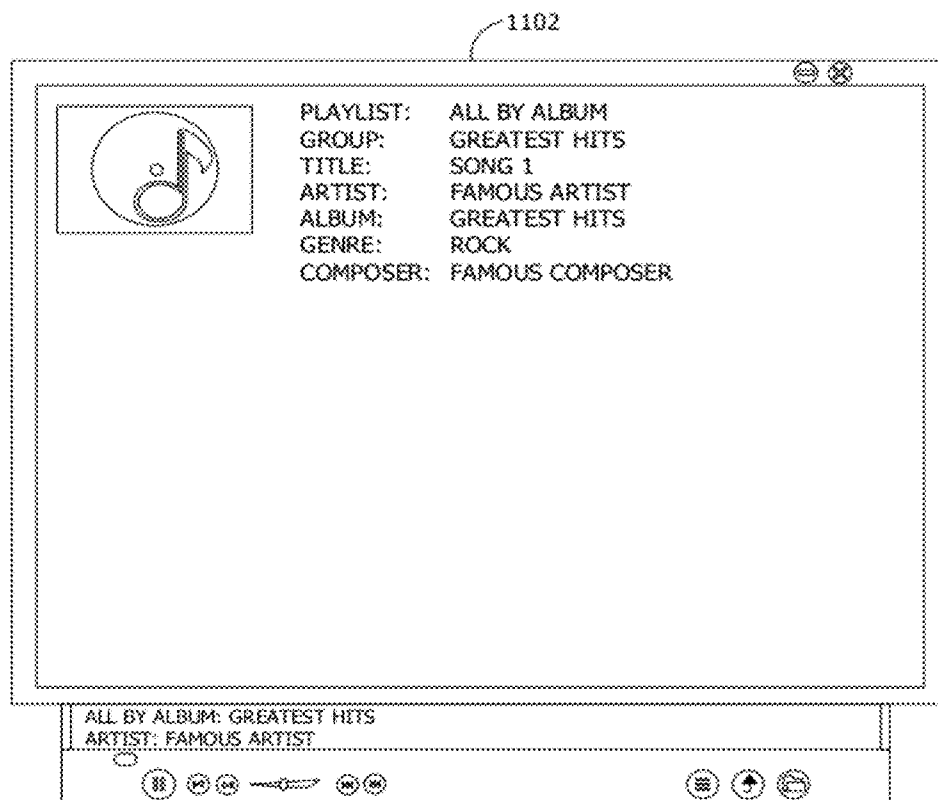 1102
PLAYLIST: ALL BY ALBUM
GROUP: GREATEST HITS
TITLE: SONG 1
ARTIST: FAMOUS ARTIST
ALBUM: GREATEST HITS
GENRE: ROCK
COMPOSER: FAMOUS COMPOSER
ALL BY ALBUM: GREATEST HITS
ARTIST: FAMOUS ARTIST